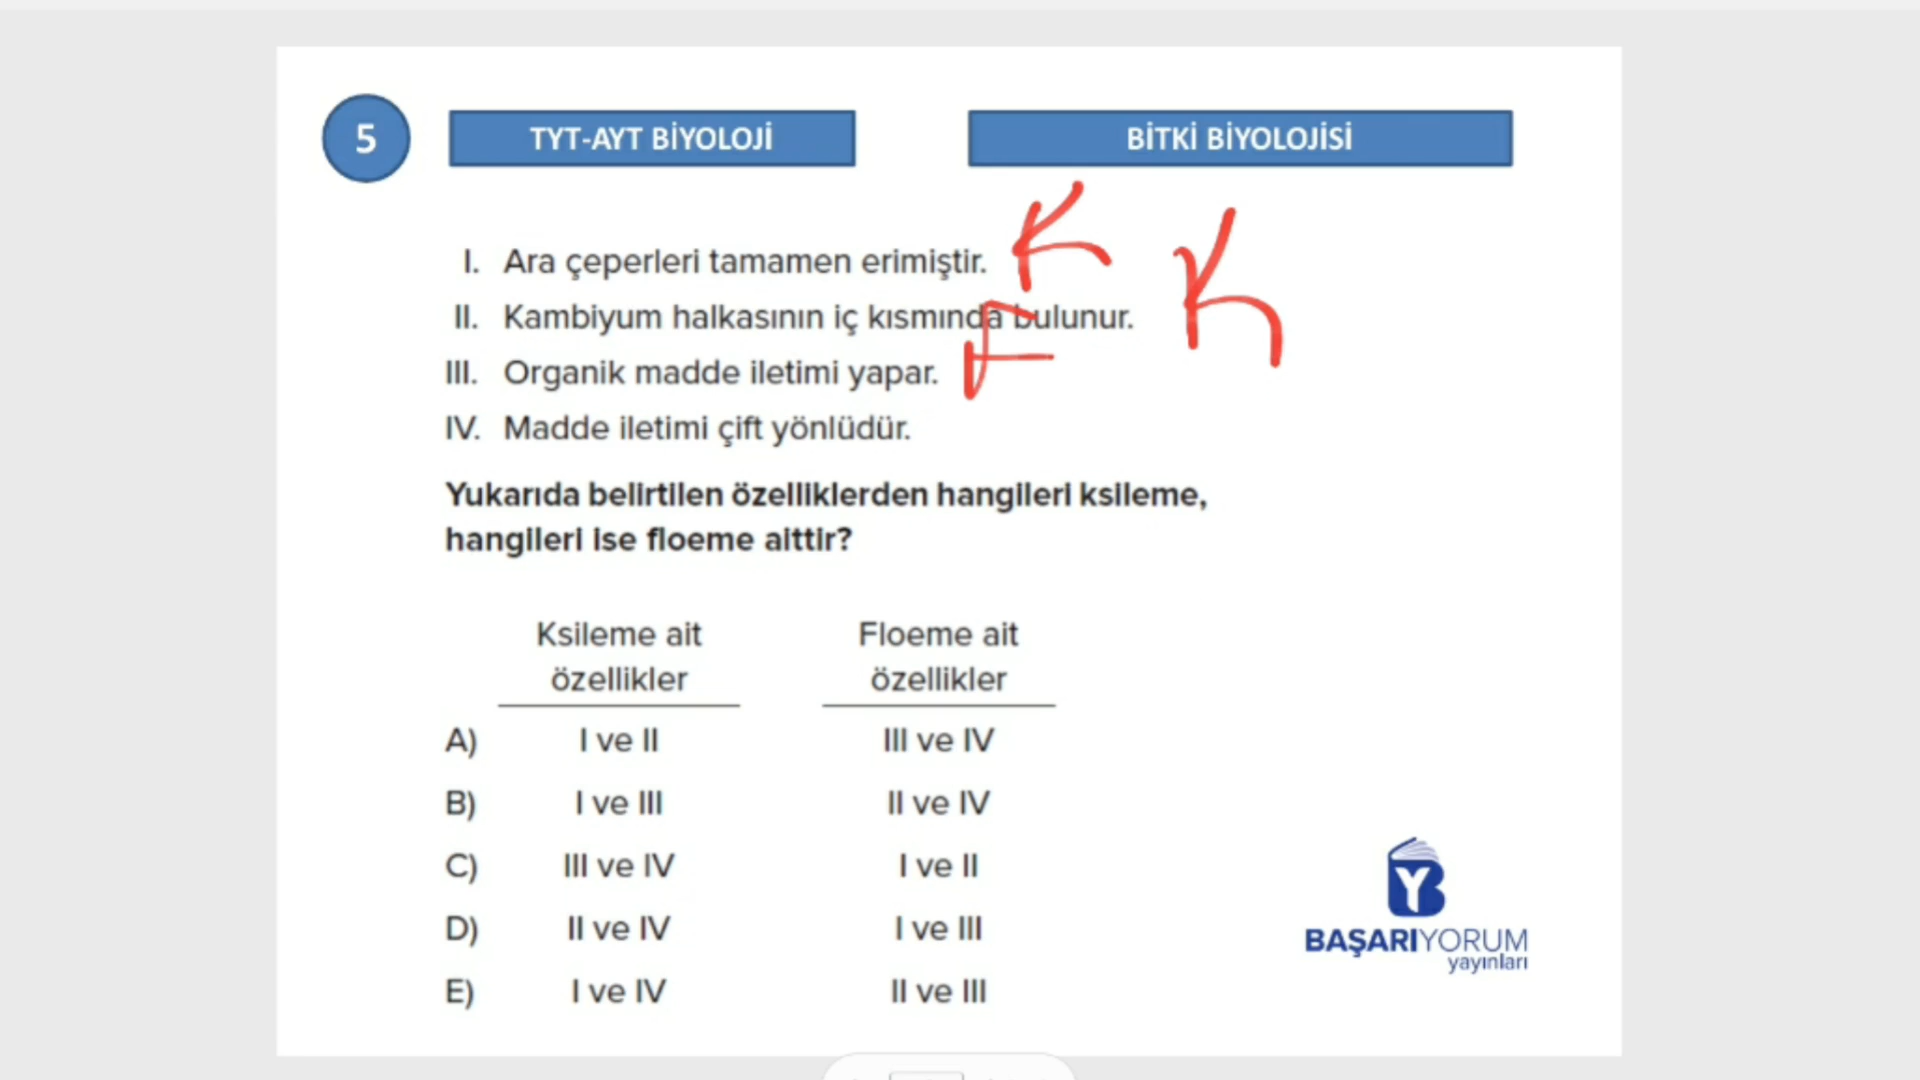 5
TYT-AYT BİYOLOJİ
BİTKİ BİYOLOJİSİ
I. Ara çeperleri tamamen erimiştir. K
II. Kambiyum halkasının iç kısmında bulunur. K
III. Organik madde iletimi yapar. F
IV. Madde iletimi çift yönlüdür.
Yukarıda belirtilen özelliklerden hangileri ksileme,
hangileri ise floeme aittir?
Ksileme ait Floeme ait
özellikler özellikler
A) I ve II III ve IV
B) I ve III II ve IV
C) III ve IV I ve II
D) II ve IV I ve III
E) I ve IV II ve III
BAŞARIYORUM
yayınları